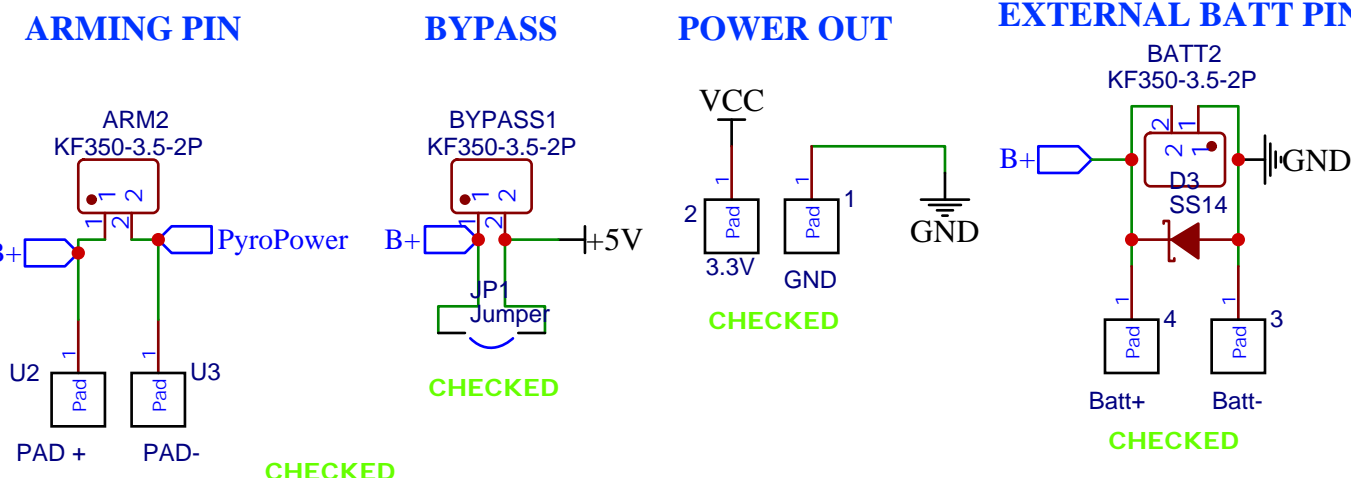 ARMING PIN
ARM2
KF350-3.5-2P
1
2
1
2
B+
PyroPower
1
1
U2
Pad
Pad
U3
PAD +
PAD-
CHECKED
BYPASS
BYPASS1
KF350-3.5-2P
1
2
1
2
B+
+5V
JP1
Jumper
CHECKED
POWER OUT
VCC
1
1
2
Pad
Pad
1
3.3V
GND
GND
CHECKED
EXTERNAL BATT PIN
BATT2
KF350-3.5-2P
2
1
2
1
B+
GND
D3
SS14
1
1
Pad
4
Pad
3
Batt+
Batt-
CHECKED